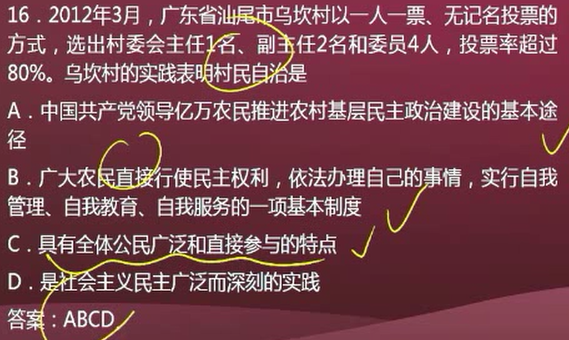 16．2012年3月，广东省汕尾市乌坎村以一人一票、无记名投票的
方式，选出村委会主任1名、副主任2名和委员4人，投票率超过
80%。乌坎村的实践表明村民自治是
A．中国共产党领导亿万农民推进农村基层民主政治建设的基本途
径
B．广大农民直接行使民主权利，依法办理自己的事情，实行自我
管理、自我教育、自我服务的一项基本制度
C．具有全体公民广泛和直接参与的特点
D．是社会主义民主广泛而深刻的实践
答案：ABCD